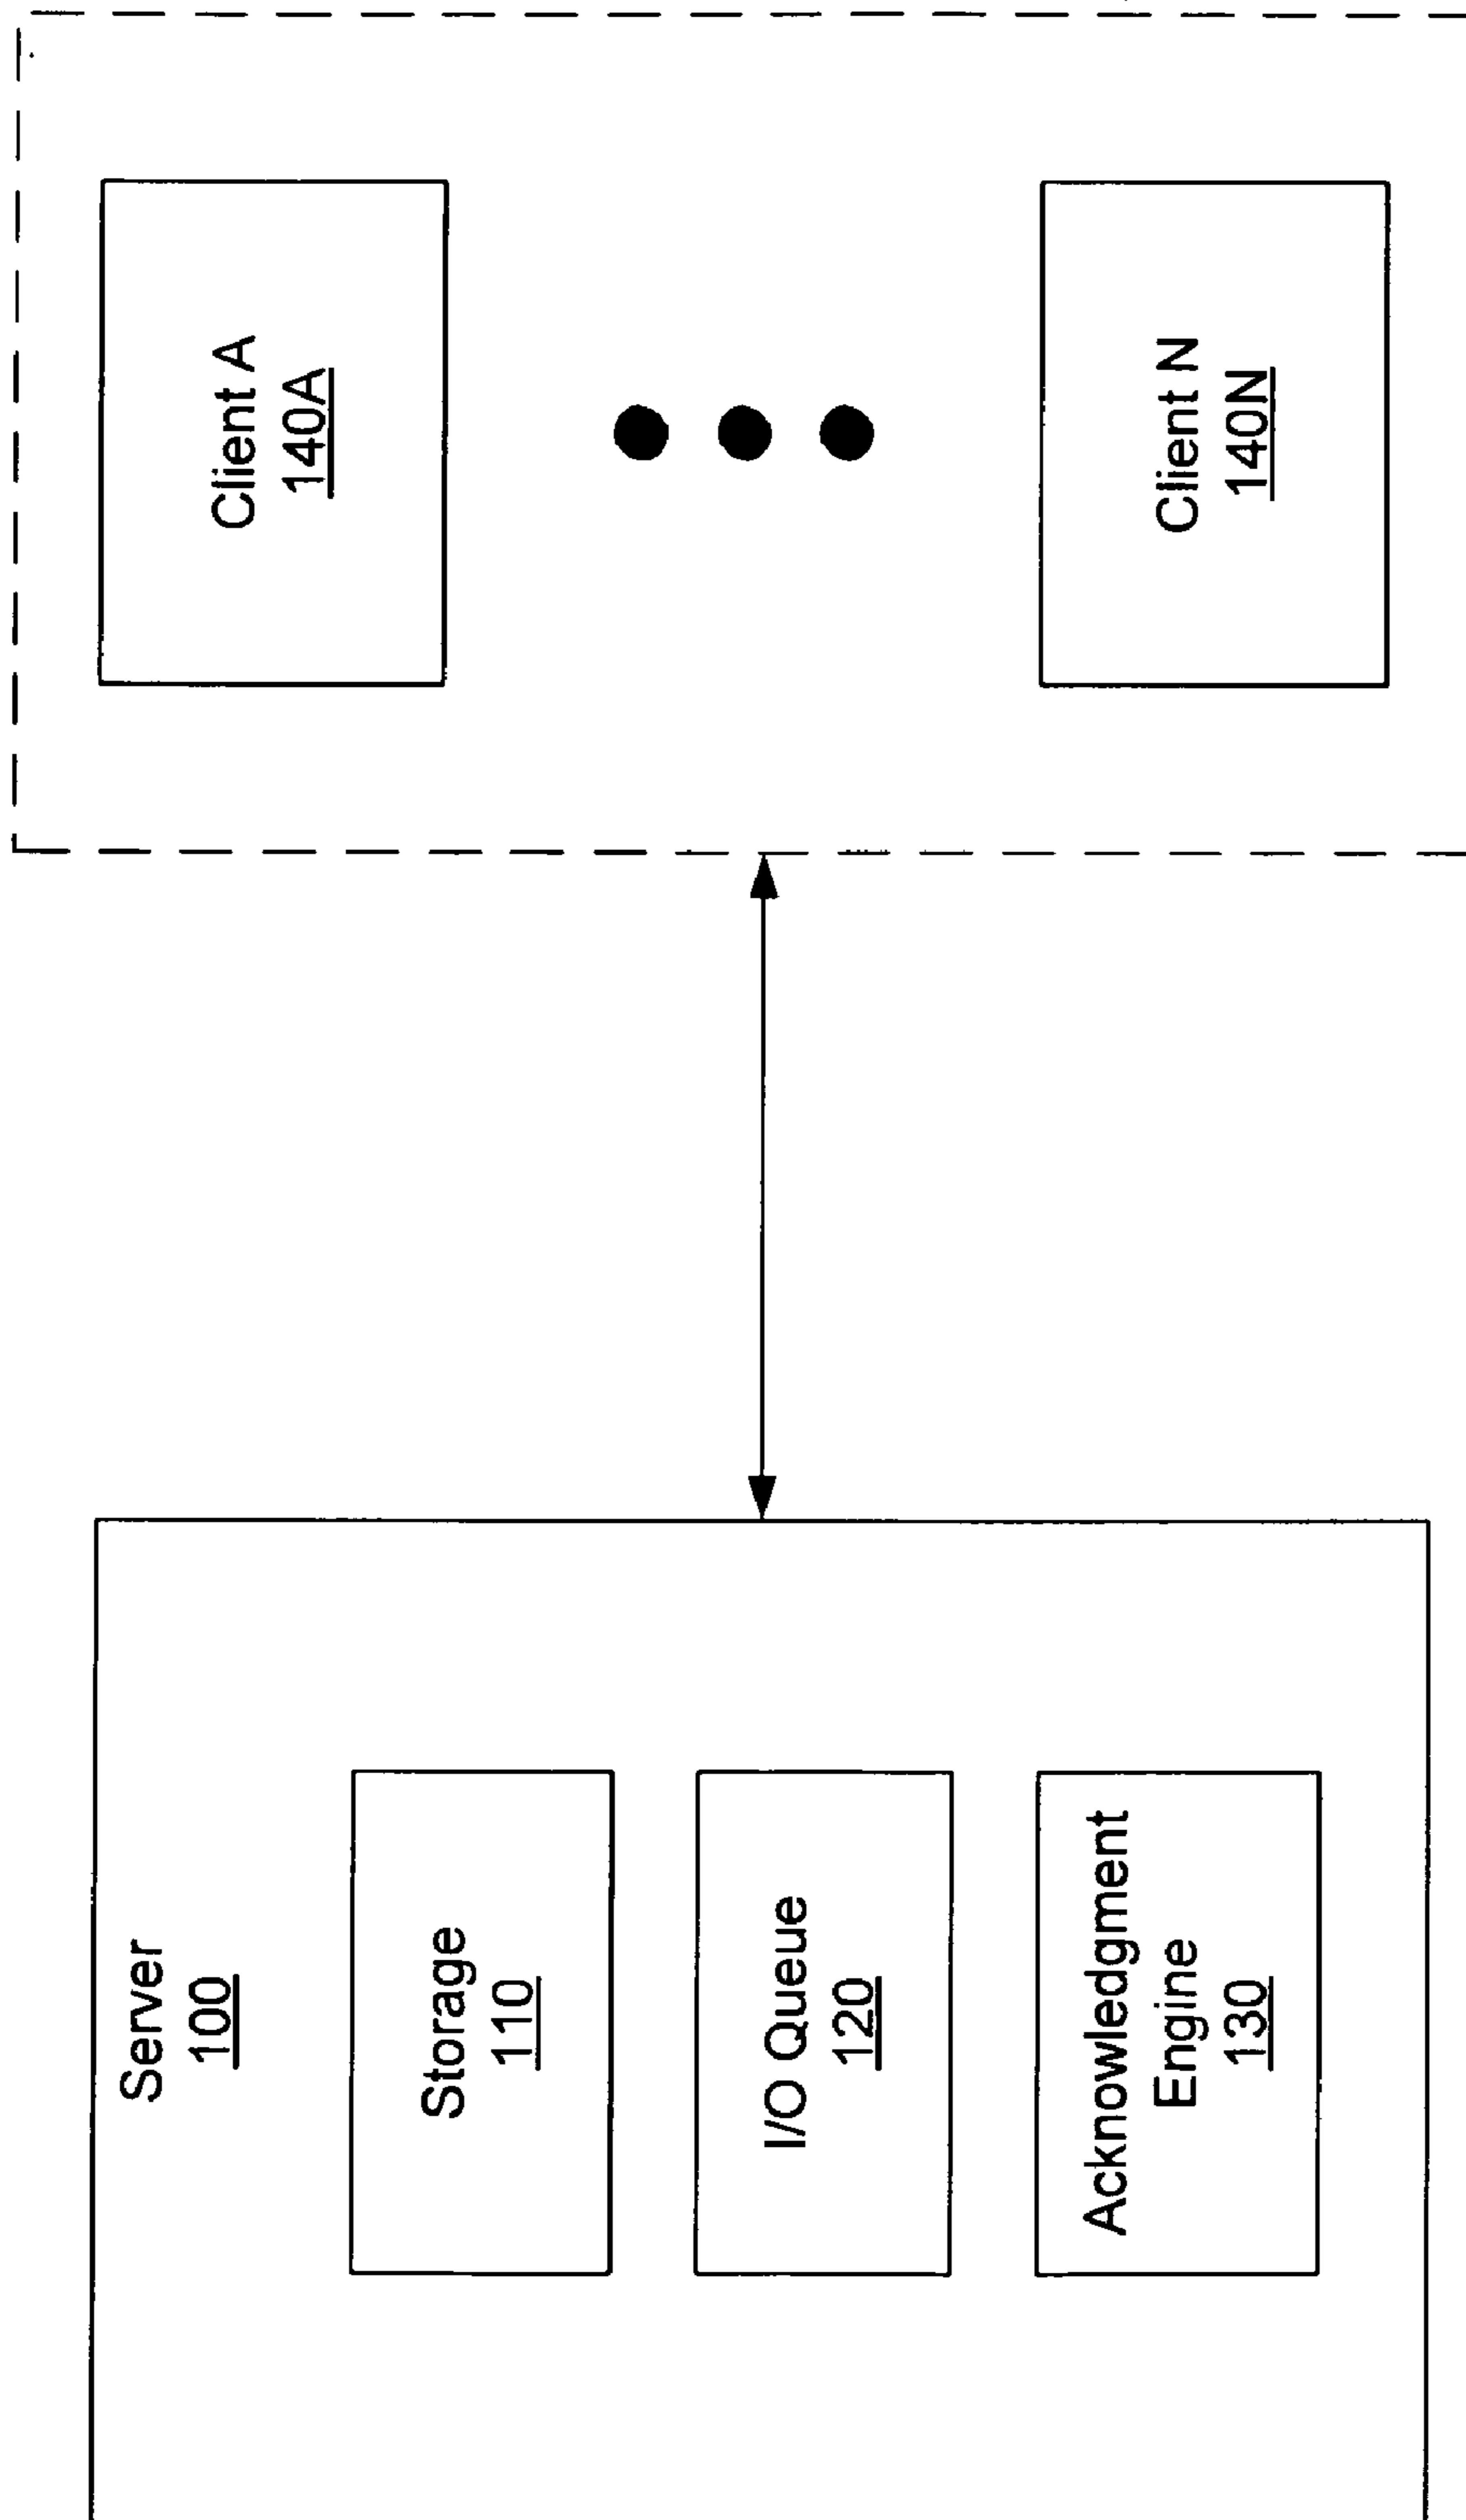 Server
100
Storage
110
I/O Queue
120
Acknowledgment
Engine
130
Client A
140A
Client N
140N